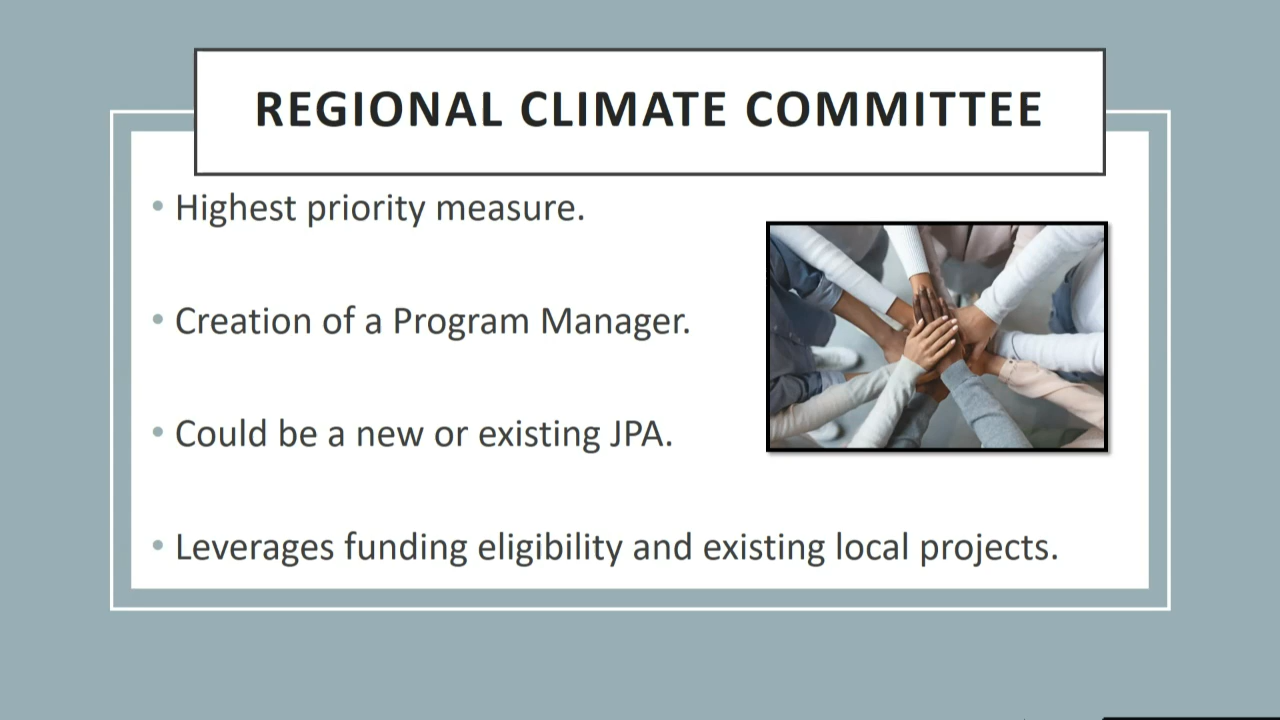 REGIONAL CLIMATE COMMITTEE
• Highest priority measure.
• Creation of a Program Manager.
• Could be a new or existing JPA.
• Leverages funding eligibility and existing local projects.